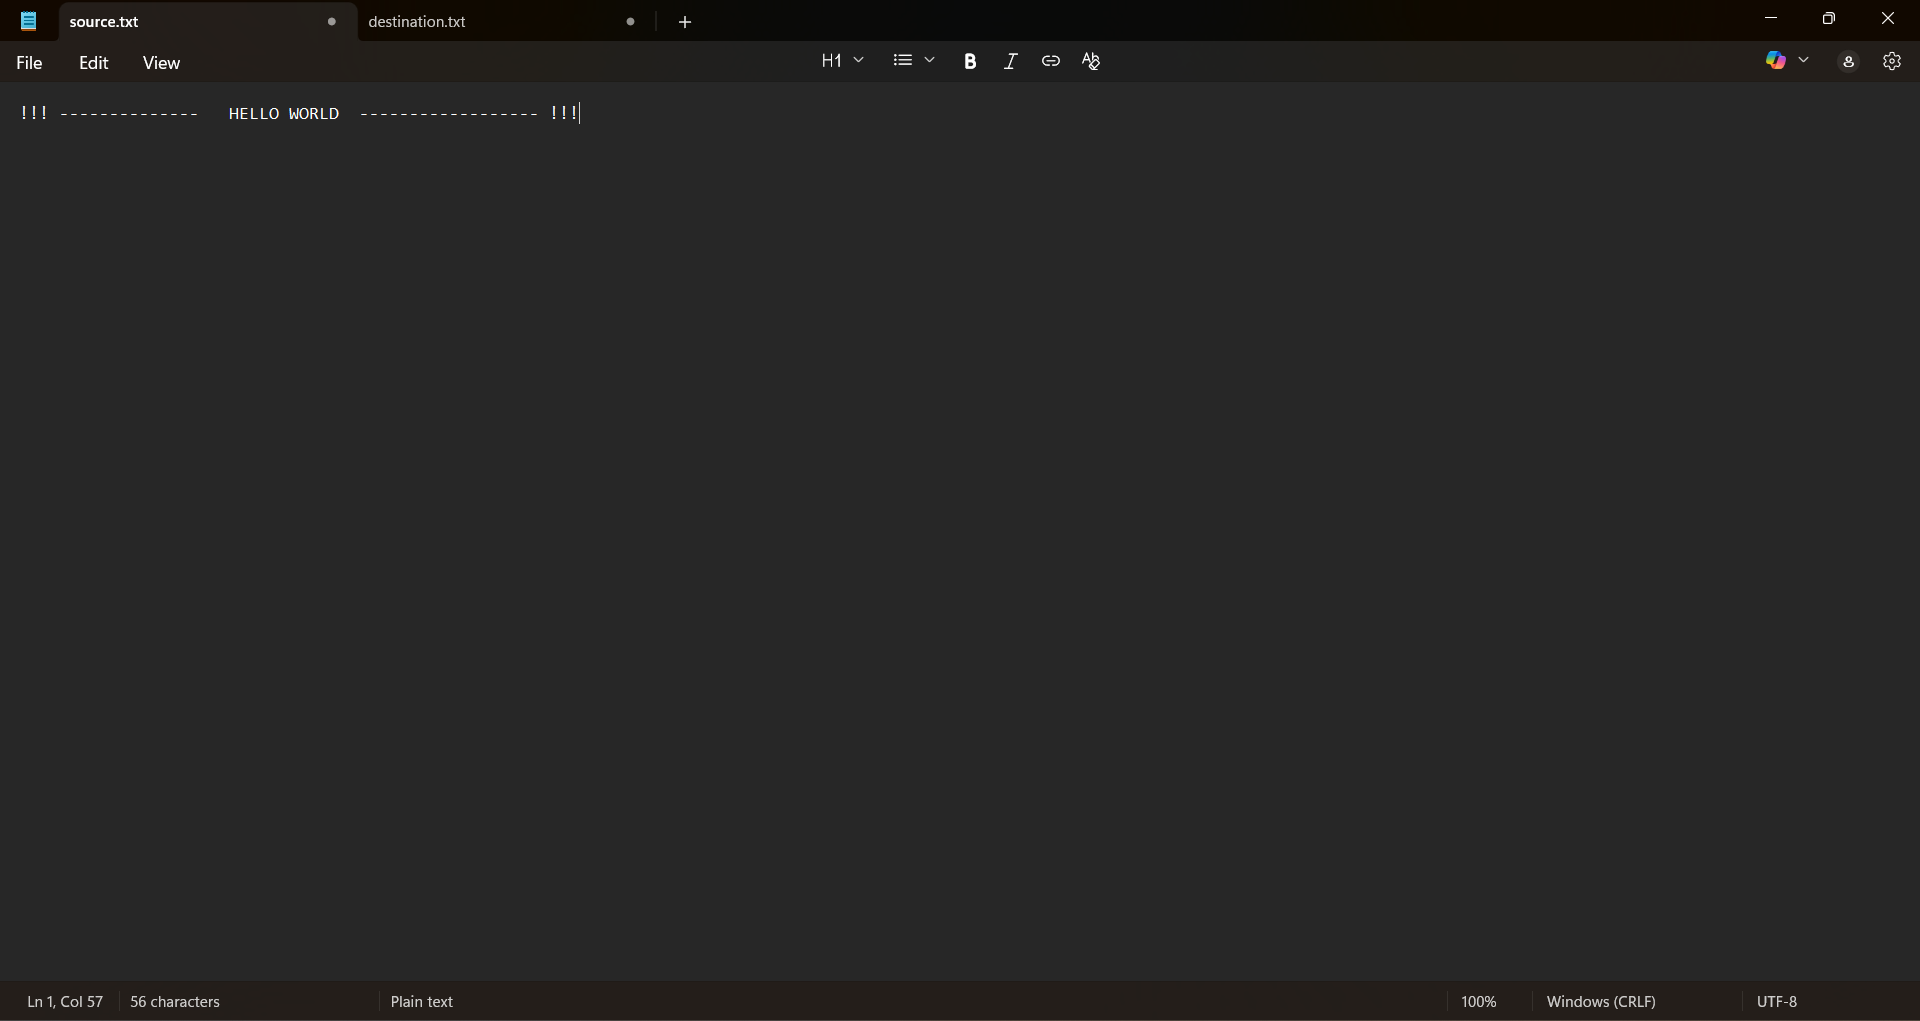 source.txt
destination.txt
File Edit View
H1 B I A
!!! --------------   HELLO WORLD  ------------------ !!!
Ln 1, Col 57 56 characters Plain text 100% Windows (CRLF) UTF-8